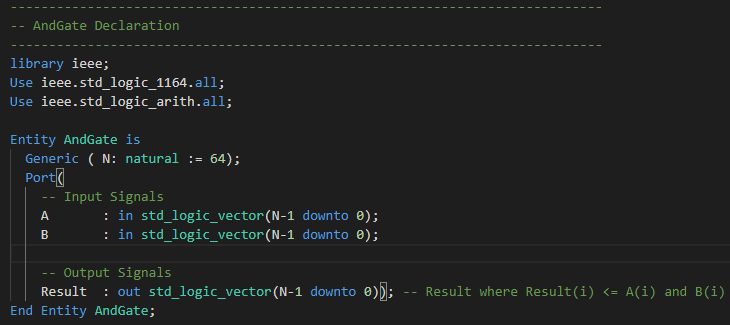 ---------------------------------------------------------------------------
-- AndGate Declaration
---------------------------------------------------------------------------
library ieee;
Use ieee.std_logic_1164.all;
Use ieee.std_logic_arith.all;
Entity AndGate is
Generic ( N: natural := 64);
Port(
-- Input Signals
A : in std_logic_vector(N-1 downto 0);
B : in std_logic_vector(N-1 downto 0);
-- Output Signals
Result : out std_logic_vector(N-1 downto 0)); -- Result where Result(i) <= A(i) and B(i)
End Entity AndGate;